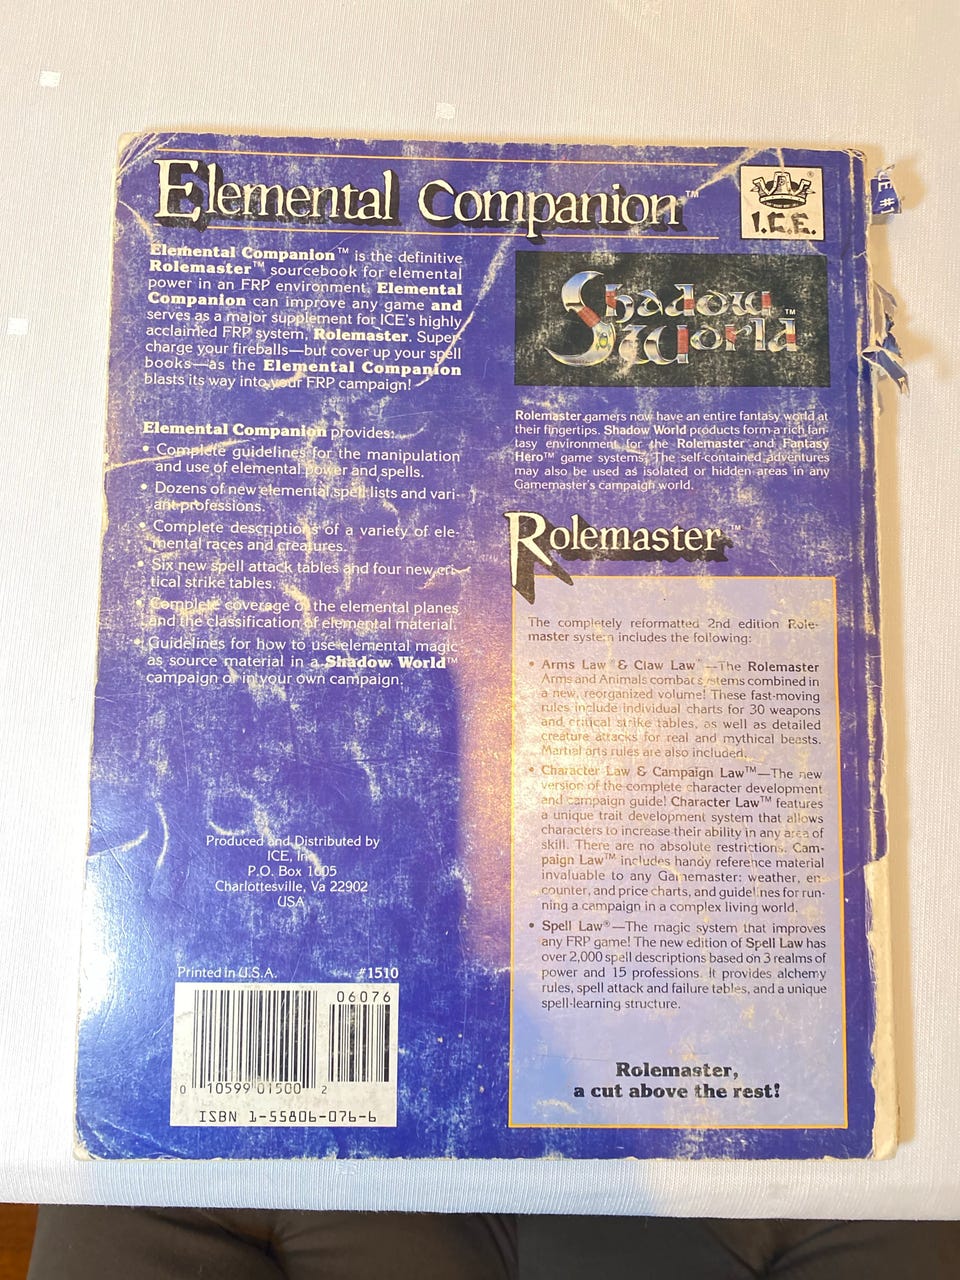 Elemental Companion™
I.C.E.
®
E #1
Elemental Companion™ is the definitive
Rolemaster™ sourcebook for elemental
power in an FRP environment. Elemental
Companion can improve any game and
serves as a major supplement for ICE's highly
acclaimed FRP system, Rolemaster. Super-
charge your fireballs—but cover up your spell
books—as the Elemental Companion
blasts its way into your FRP campaign!
Elemental Companion provides:
• Complete guidelines for the manipulation
and use of elemental power and spells.
• Dozens of new elemental spell lists and vari-
ant professions.
• Complete descriptions of a variety of ele-
mental races and creatures.
• Six new spell attack tables and four new cri-
tical strike tables.
• Complete coverage of the elemental planes
and the classification of elemental material.
• Guidelines for how to use elemental magic
as source material in a Shadow World™
campaign or in your own campaign.
Produced and Distributed by
ICE, In
P.O. Box 1605
Charlottesville, Va 22902
USA
Printed in U.S.A.
#1510
06076
0 10599 01500 2
ISBN 1-55806-076-6
Shadow
World™
Rolemaster gamers now have an entire fantasy world at
their fingertips. Shadow World products form a rich fan-
tasy environment for the Rolemaster and Fantasy
Hero™ game systems. The self-contained adventures
may also be used as isolated or hidden areas in any
Gamemaster's campaign world.
Rolemaster™
The completely reformatted 2nd edition Role-
master system includes the following:
• Arms Law® & Claw Law™—The Rolemaster
Arms and Animals combat systems combined in
a new, reorganized volume! These fast-moving
rules include individual charts for 30 weapons
and critical strike tables, as well as detailed
creature attacks for real and mythical beasts.
Martial arts rules are also included.
• Character Law & Campaign Law™—The new
version of the complete character development
and campaign guide! Character Law™ features
a unique trait development system that allows
characters to increase their ability in any area of
skill. There are no absolute restrictions. Cam-
paign Law™ includes handy reference material
invaluable to any Gamemaster: weather, en-
counter, and price charts, and guidelines for run-
ning a campaign in a complex living world.
• Spell Law®—The magic system that improves
any FRP game! The new edition of Spell Law has
over 2,000 spell descriptions based on 3 realms of
power and 15 professions. It provides alchemy
rules, spell attack and failure tables, and a unique
spell-learning structure.
Rolemaster,
a cut above the rest!